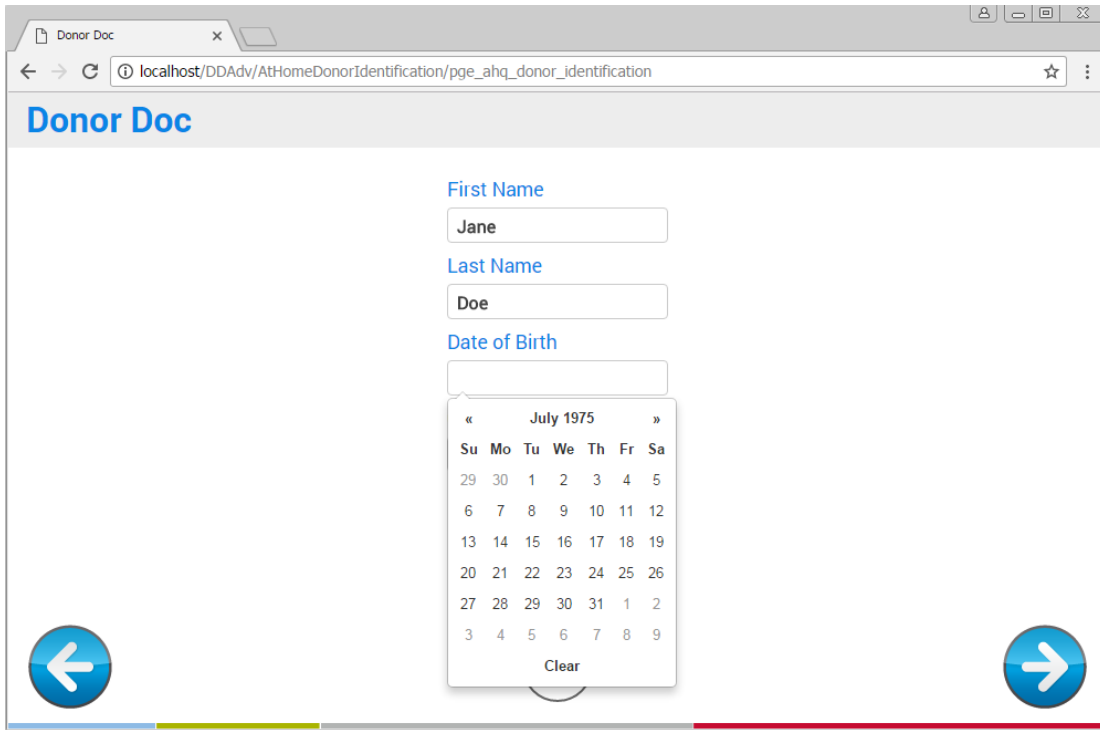 Donor Doc
localhost/DDAdv/AtHomeDonorIdentification/pge_ahq_donor_identification
Donor Doc
First Name
Jane
Last Name
Doe
Date of Birth
« July 1975 »
Su Mo Tu We Th Fr Sa
29 30 1 2 3 4 5
6 7 8 9 10 11 12
13 14 15 16 17 18 19
20 21 22 23 24 25 26
27 28 29 30 31 1 2
3 4 5 6 7 8 9
Clear